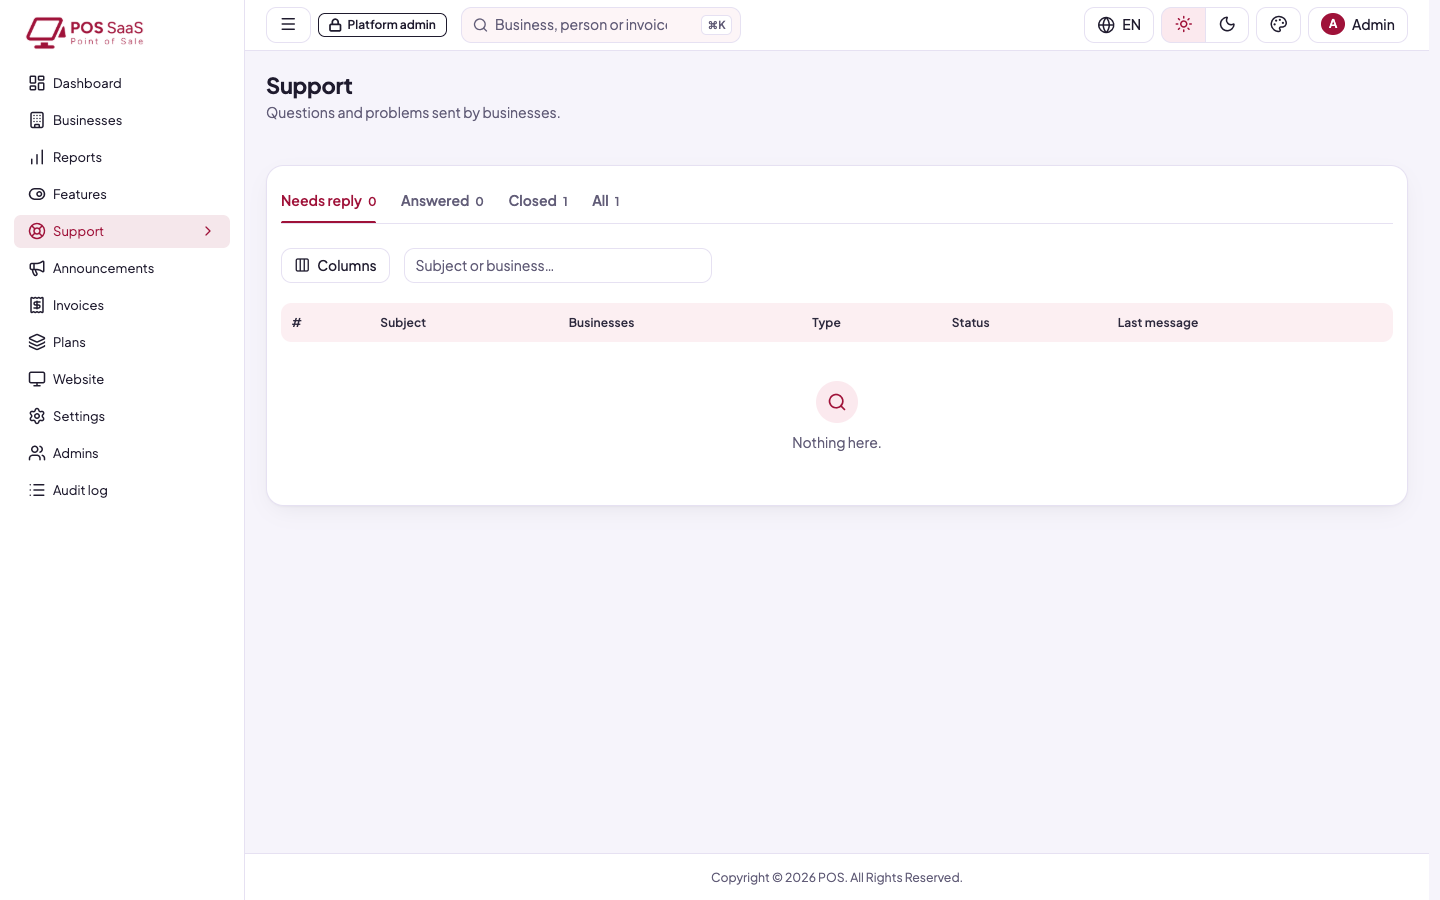 POS SaaS
Point of Sale
Dashboard
Businesses
Reports
Features
Support
Announcements
Invoices
Plans
Website
Settings
Admins
Audit log
Platform admin
Business, person or invoic
⌘K
EN
A
Admin
Support
Questions and problems sent by businesses.
Needs reply 0
Answered 0
Closed 1
All 1
Columns
Subject or business...
# Subject Businesses Type Status Last message
Nothing here.
Copyright © 2026 POS. All Rights Reserved.